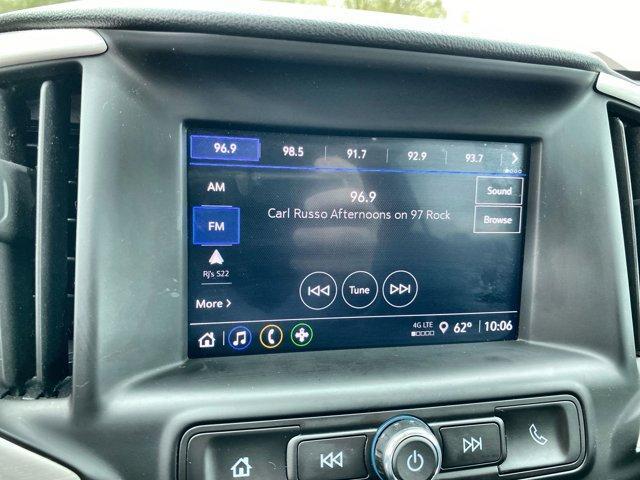 96.9 98.5 91.7 92.9 93.7
AM
96.9
Sound
Carl Russo Afternoons on 97 Rock
FM
Browse
Rj's S22
Tune
More
4G LTE 62° 10:06